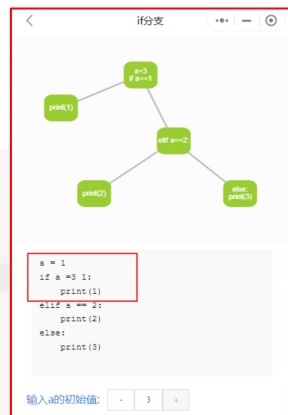 if分支
a=3
if a==1
print(1)
elif a==2:
print(2)
else:
print(3)
a = 1
if a =3 1:
print(1)
elif a == 2:
print(2)
else:
print(3)
输入a的初始值: - 3 +